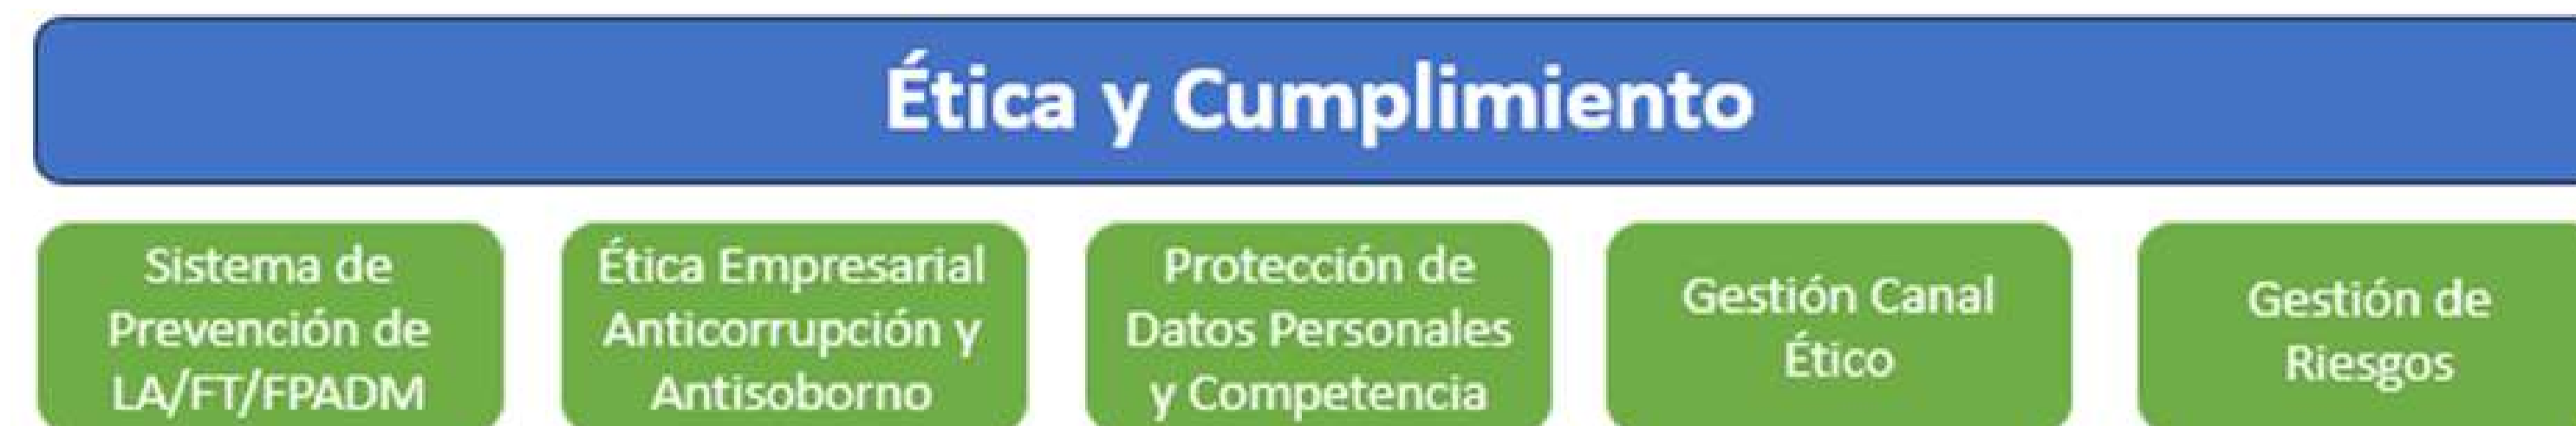 Ética y Cumplimiento
Sistema de
Prevención de
LA/FT/FPADM
Ética Empresarial
Anticorrupción y
Antisoborno
Protección de
Datos Personales
y Competencia
Gestión Canal
Ético
Gestión de
Riesgos